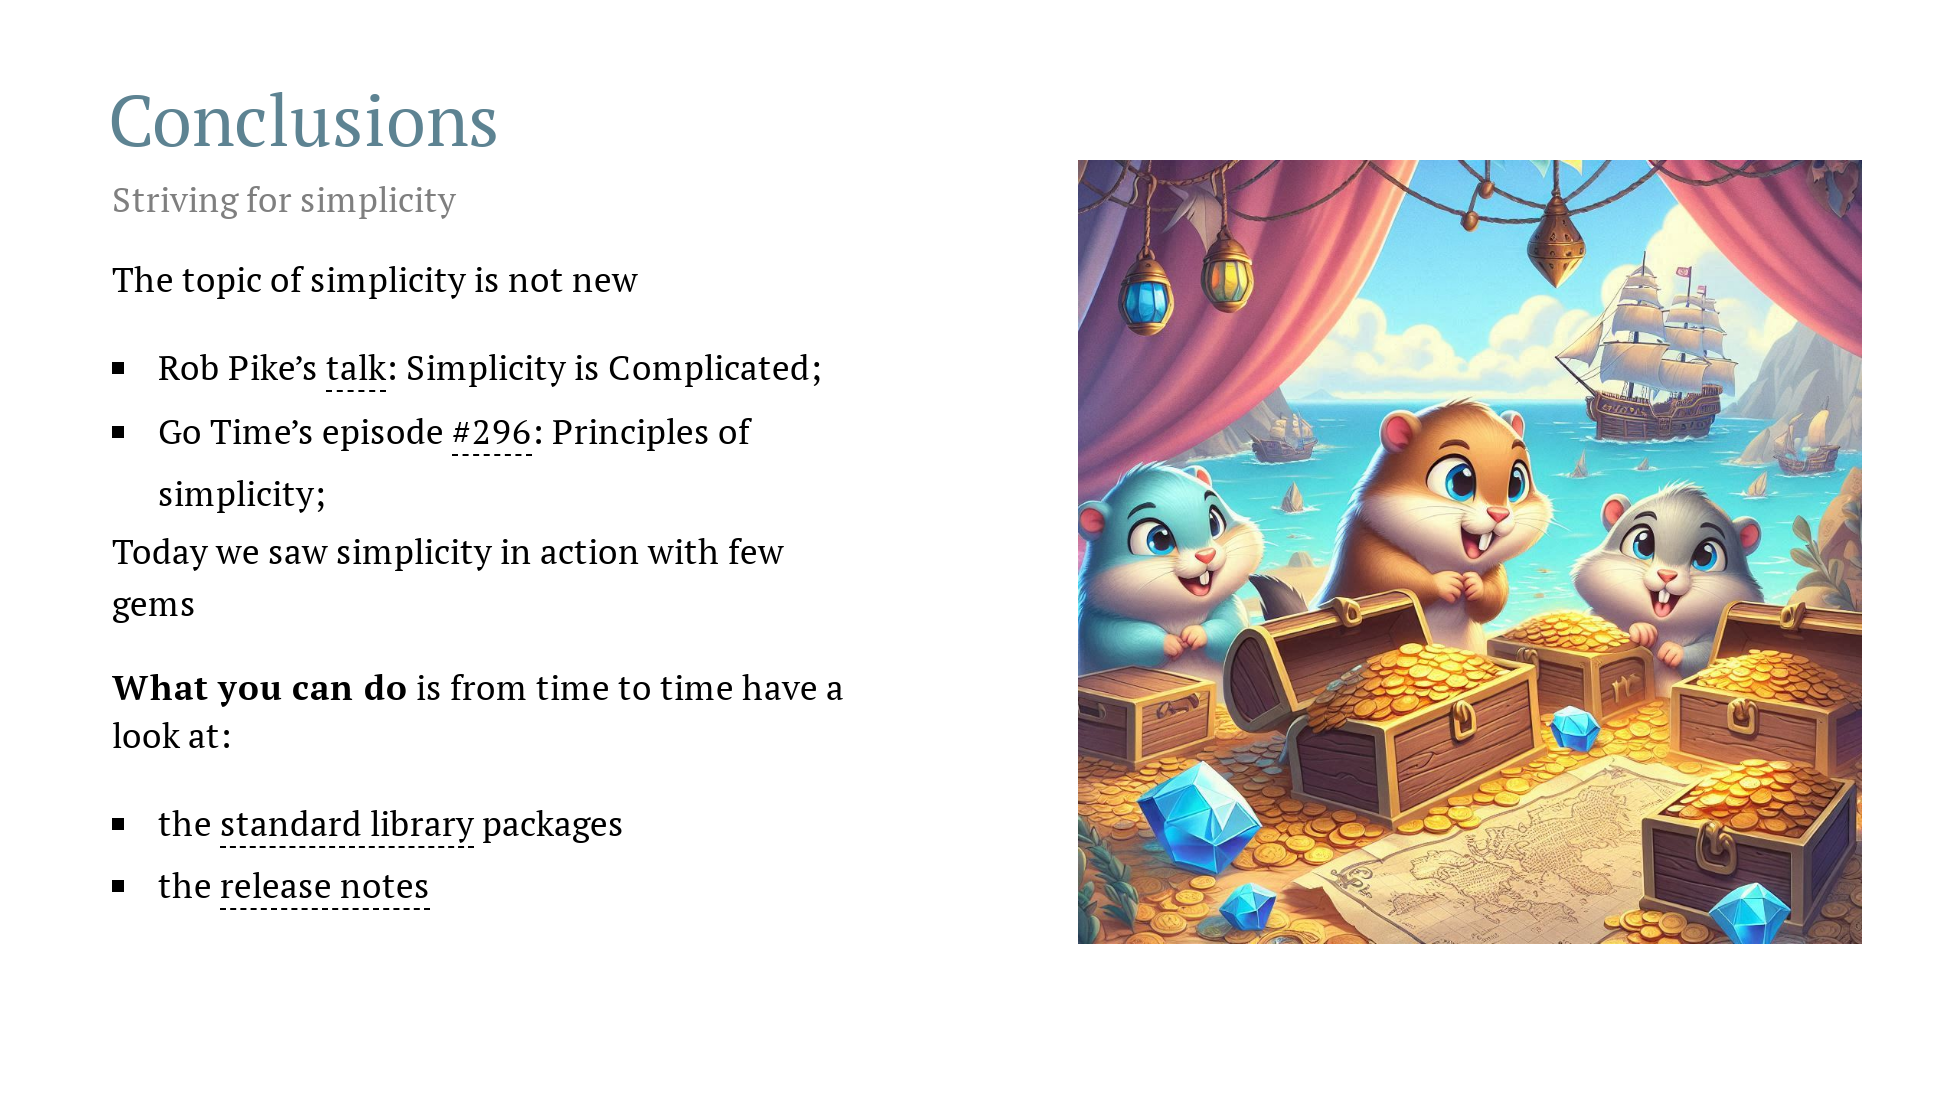 Conclusions
Striving for simplicity
The topic of simplicity is not new
Rob Pike’s talk: Simplicity is Complicated;
Go Time’s episode #296: Principles of
simplicity;
Today we saw simplicity in action with few
gems
What you can do is from time to time have a
look at:
the standard library packages
the release notes